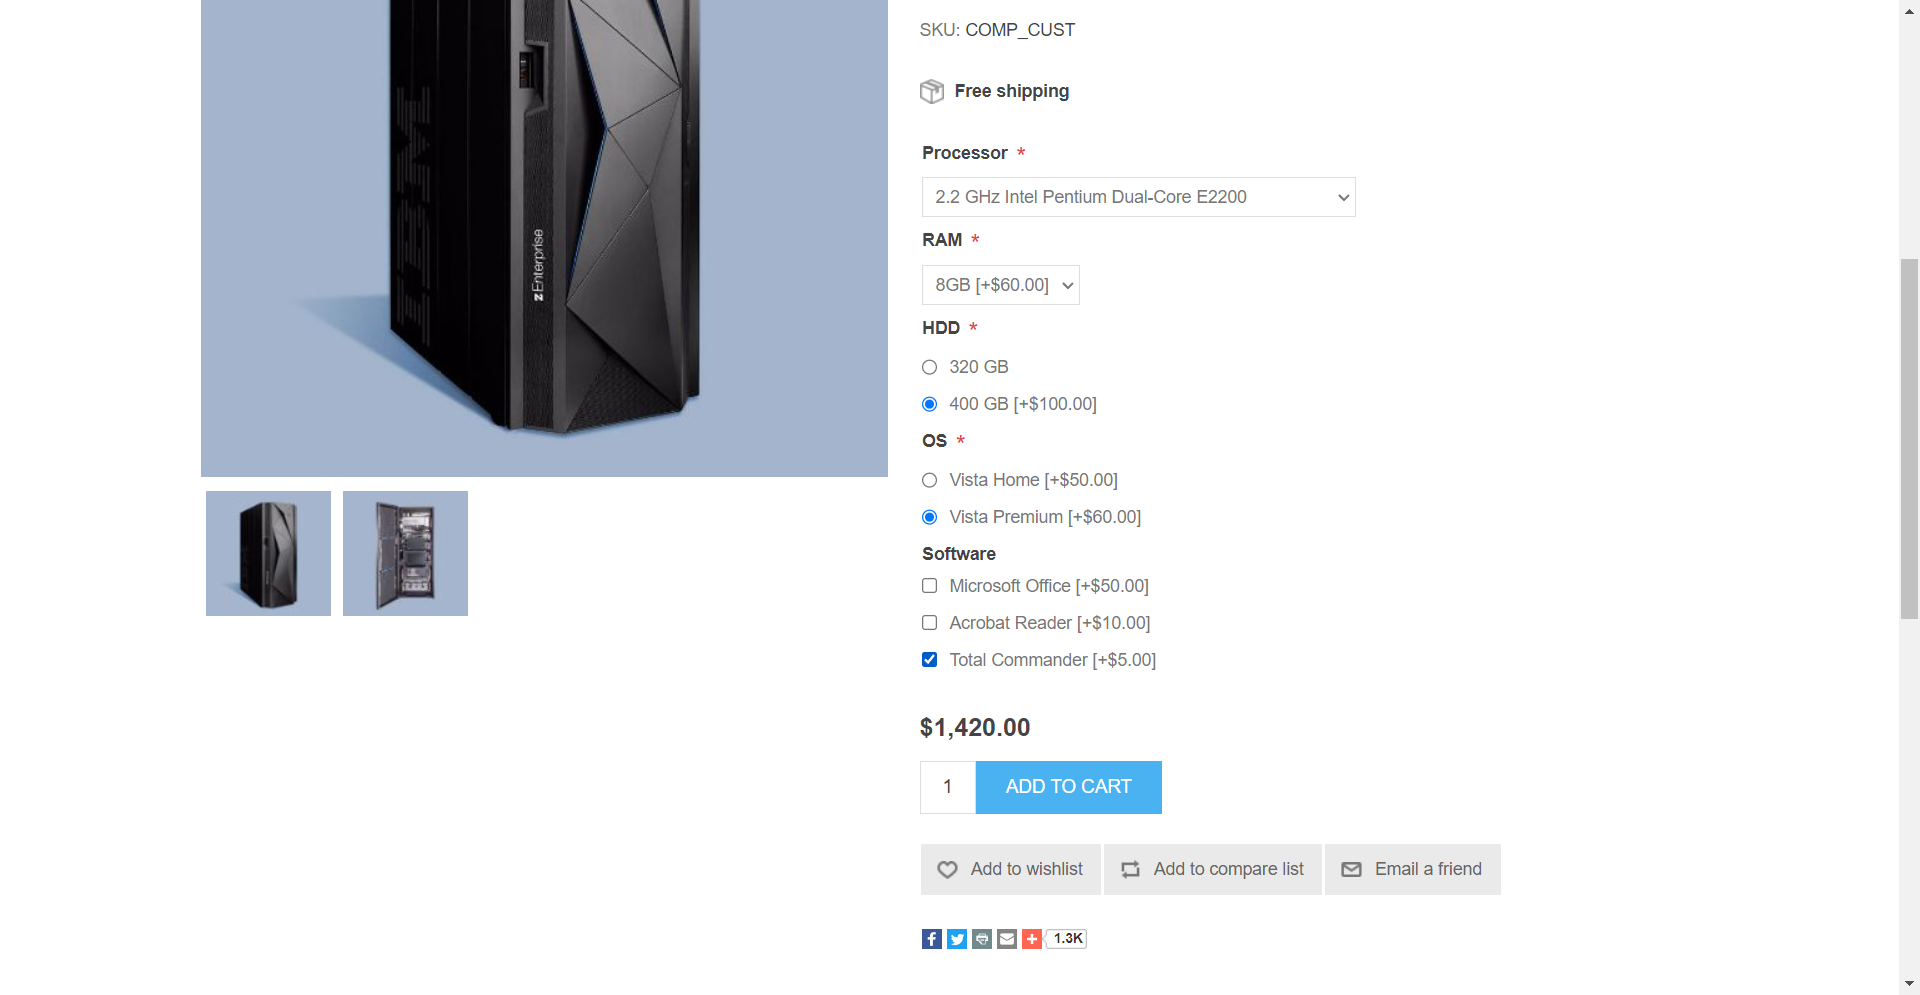 SKU: COMP_CUST
Free shipping
Processor *
2.2 GHz Intel Pentium Dual-Core E2200
RAM *
8GB [+$60.00]
HDD *
320 GB
400 GB [+$100.00]
OS *
Vista Home [+$50.00]
Vista Premium [+$60.00]
Software
Microsoft Office [+$50.00]
Acrobat Reader [+$10.00]
Total Commander [+$5.00]
$1,420.00
1 ADD TO CART
Add to wishlist Add to compare list Email a friend
1.3K
IBM
zEnterprise